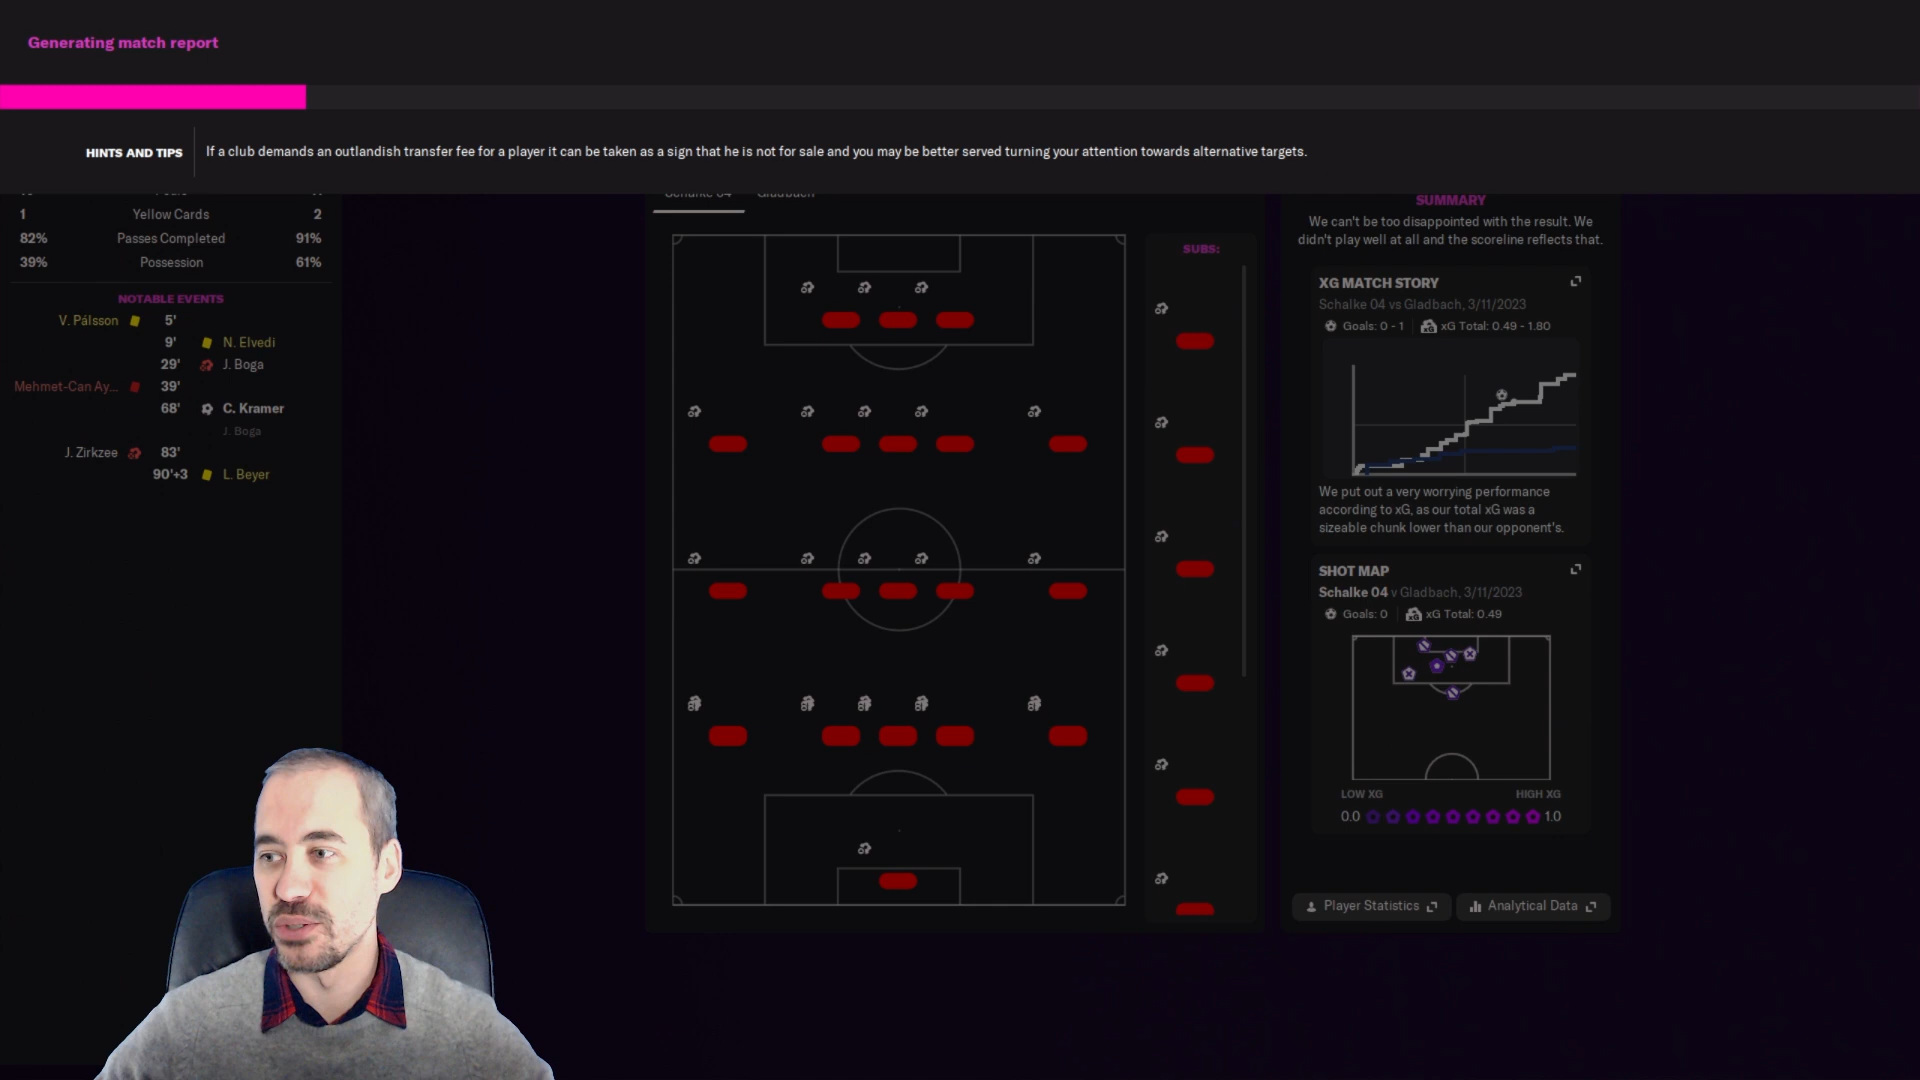 Generating match report
HINTS AND TIPS
If a club demands an outlandish transfer fee for a player it can be taken as a sign that he is not for sale and you may be better served turning your attention towards alternative targets.
1 Yellow Cards 2
82% Passes Completed 91%
39% Possession 61%
NOTABLE EVENTS
V. Pálsson 5'
9' N. Elvedi
29' J. Boga
Mehmet-Can Ay... 39'
68' C. Kramer
J. Boga
J. Zirkzee 83'
90'+3 L. Beyer
Schalke 04 Gladbach
SUBS:
SUMMARY
We can't be too disappointed with the result. We
didn't play well at all and the scoreline reflects that.
XG MATCH STORY
Schalke 04 vs Gladbach, 3/11/2023
Goals: 0 - 1 xG Total: 0.49 - 1.80
We put out a very worrying performance
according to xG, as our total xG was a
sizeable chunk lower than our opponent's.
SHOT MAP
Schalke 04 v Gladbach, 3/11/2023
Goals: 0 xG Total: 0.49
LOW XG HIGH XG
0.0 1.0
Player Statistics
Analytical Data